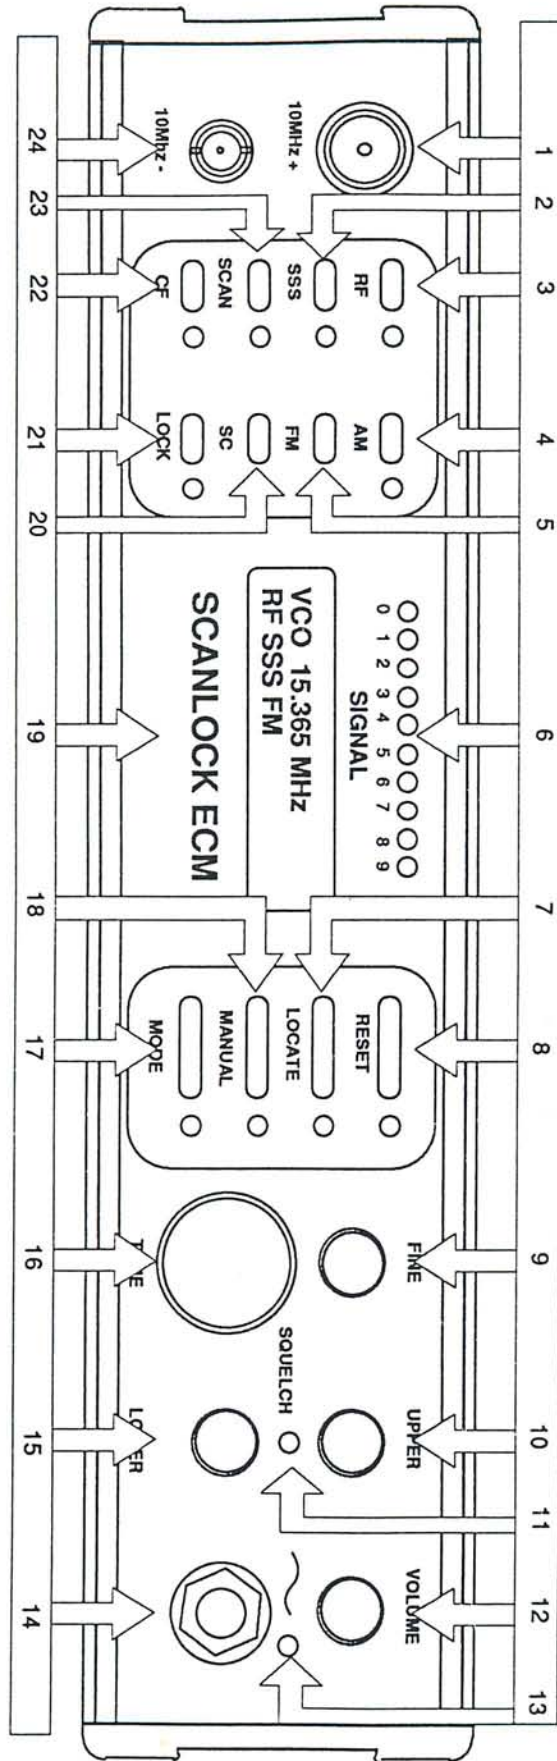 1 2 3 4 5 6 7 8 9 10 11 12 13
10MHz +
10Mhz -
RF
SSS
SCAN
CF
AM
FM
SC
LOCK
0 1 2 3 4 5 6 7 8 9
SIGNAL
VCO 15.365 MHz
RF SSS FM
SCANLOCK ECM
RESET
LOCATE
MANUAL
MODE
FINE
TUNE
UPPER
SQUELCH
LOWER
VOLUME
24 23 22 21 20 19 18 17 16 15 14